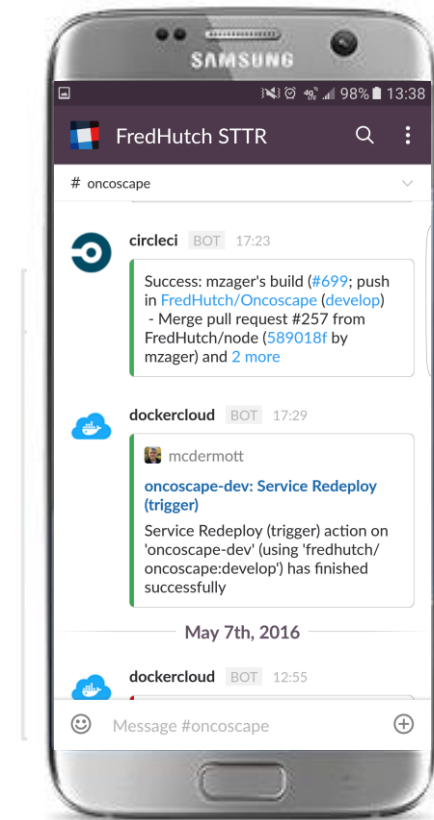 SAMSUNG
98% 13:38
FredHutch STTR
# oncoscape
circleci BOT 17:23
Success: mzager's build (#699; push
in FredHutch/Oncoscape (develop)
- Merge pull request #257 from
FredHutch/node (589018f by
mzager) and 2 more
dockercloud BOT 17:29
mcdermott
oncoscape-dev: Service Redeploy
(trigger)
Service Redeploy (trigger) action on
'oncoscape-dev' (using 'fredhutch/
oncoscape:develop') has finished
successfully
May 7th, 2016
dockercloud BOT 12:55
Message #oncoscape